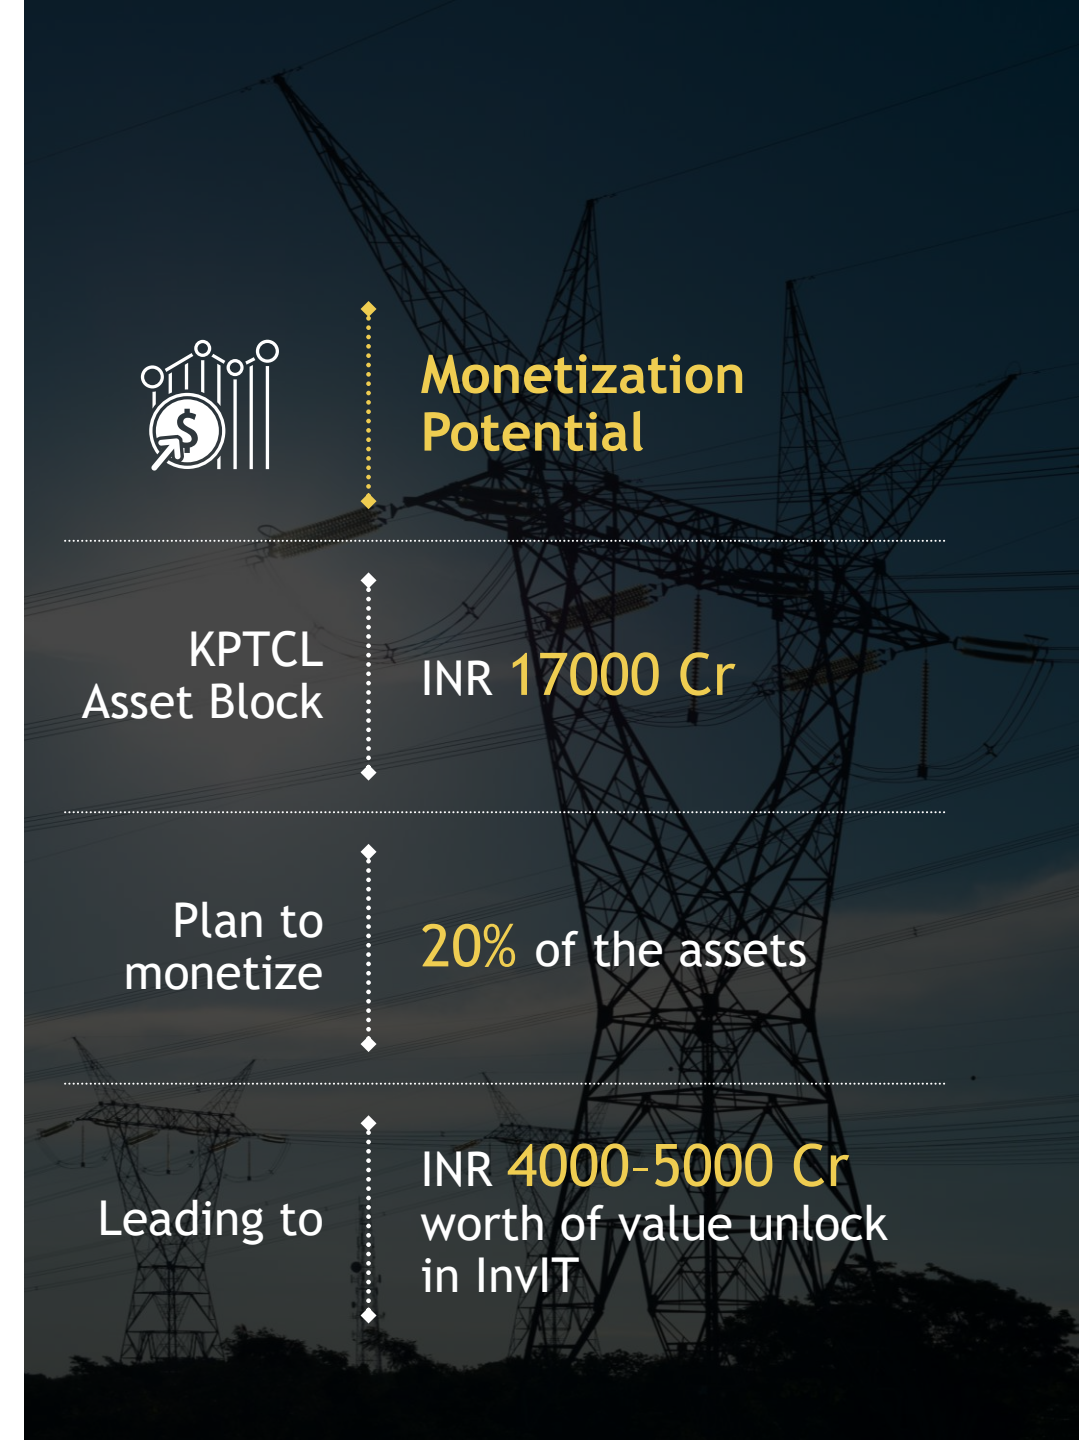 $
Monetization
Potential
KPTCL
Asset Block
INR 17000 Cr
Plan to
monetize
20% of the assets
Leading to
INR 4000-5000 Cr
worth of value unlock
in InvIT